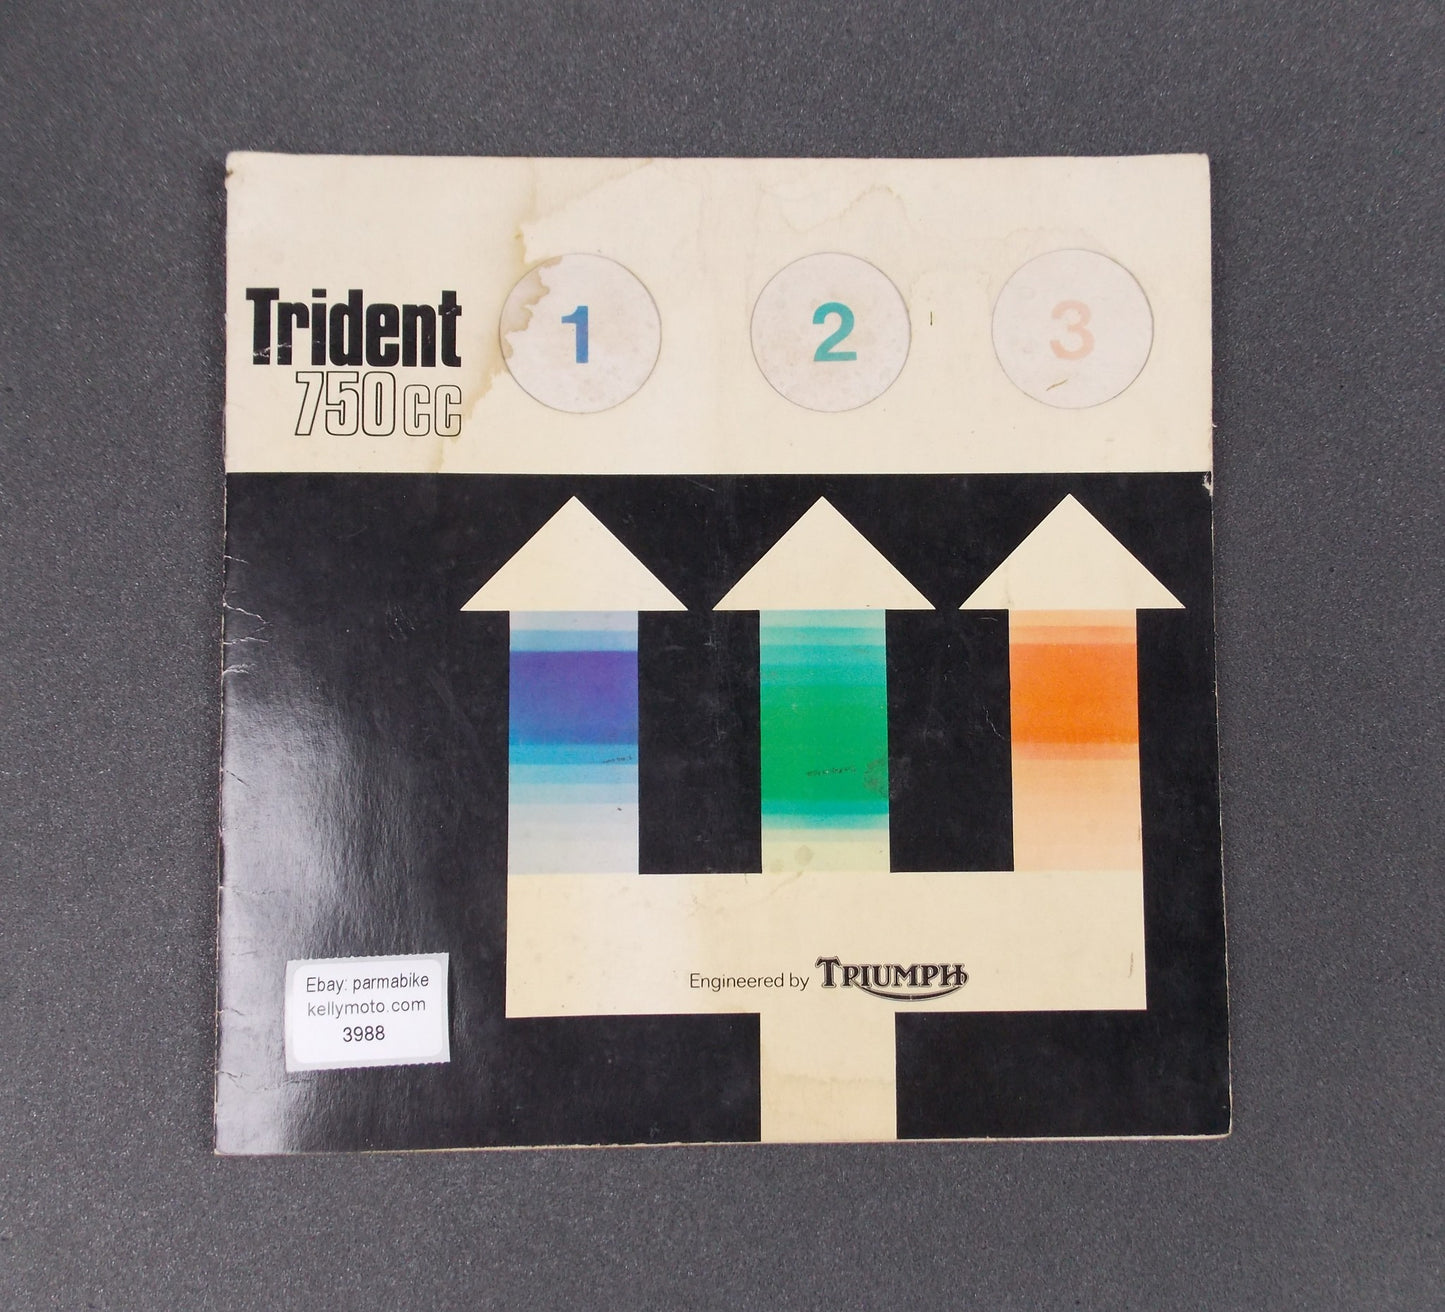 Trident
750cc
1
2
3
Engineered by TRIUMPH
Ebay: parmabike
kellymoto.com
3988